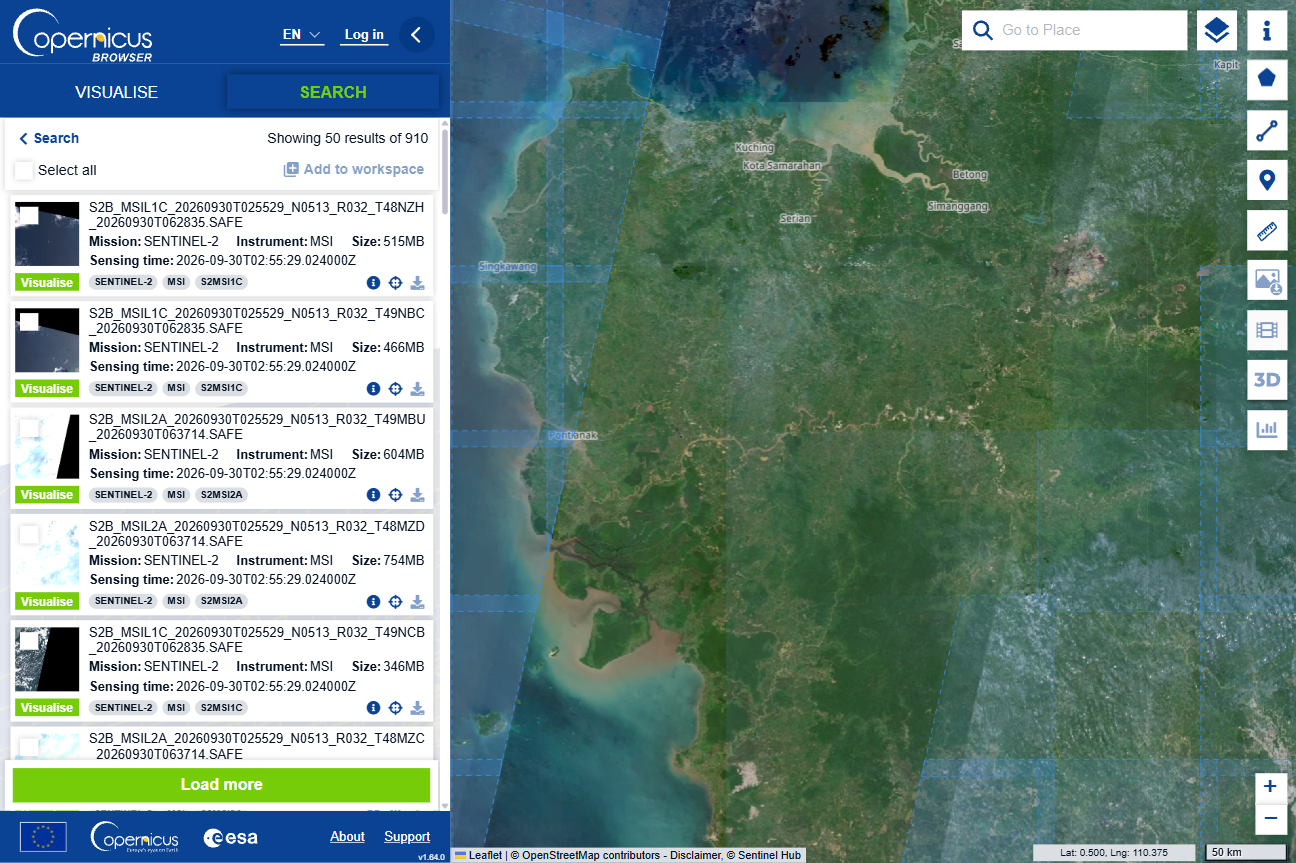 Copernicus
BROWSER
EN
Log in
VISUALISE
SEARCH
Search
Showing 50 results of 910
Select all
Add to workspace
S2B_MSIL1C_20260930T025529_N0513_R032_T48NZH
_20260930T062835.SAFE
Mission: SENTINEL-2 Instrument: MSI Size: 515MB
Sensing time: 2026-09-30T02:55:29.024000Z
Visualise SENTINEL-2 MSI S2MSI1C
S2B_MSIL1C_20260930T025529_N0513_R032_T49NBC
_20260930T062835.SAFE
Mission: SENTINEL-2 Instrument: MSI Size: 466MB
Sensing time: 2026-09-30T02:55:29.024000Z
Visualise SENTINEL-2 MSI S2MSI1C
S2B_MSIL2A_20260930T025529_N0513_R032_T49MBU
_20260930T063714.SAFE
Mission: SENTINEL-2 Instrument: MSI Size: 604MB
Sensing time: 2026-09-30T02:55:29.024000Z
Visualise SENTINEL-2 MSI S2MSI2A
S2B_MSIL2A_20260930T025529_N0513_R032_T48MZD
_20260930T063714.SAFE
Mission: SENTINEL-2 Instrument: MSI Size: 754MB
Sensing time: 2026-09-30T02:55:29.024000Z
Visualise SENTINEL-2 MSI S2MSI2A
S2B_MSIL1C_20260930T025529_N0513_R032_T49NCB
_20260930T062835.SAFE
Mission: SENTINEL-2 Instrument: MSI Size: 346MB
Sensing time: 2026-09-30T02:55:29.024000Z
Visualise SENTINEL-2 MSI S2MSI1C
S2B_MSIL2A_20260930T025529_N0513_R032_T48MZC
_20260930T063714.SAFE
Load more
Copernicus
Europe's eyes on Earth
esa
About
Support
v1.64.0
Go to Place
Kapit
Kuching
Kota Samarahan
Betong
Simanggang
Serian
Singkawang
Pontianak
3D
+
−
Leaflet | © OpenStreetMap contributors - Disclaimer, © Sentinel Hub
Lat: 0.500, Lng: 110.375
50 km